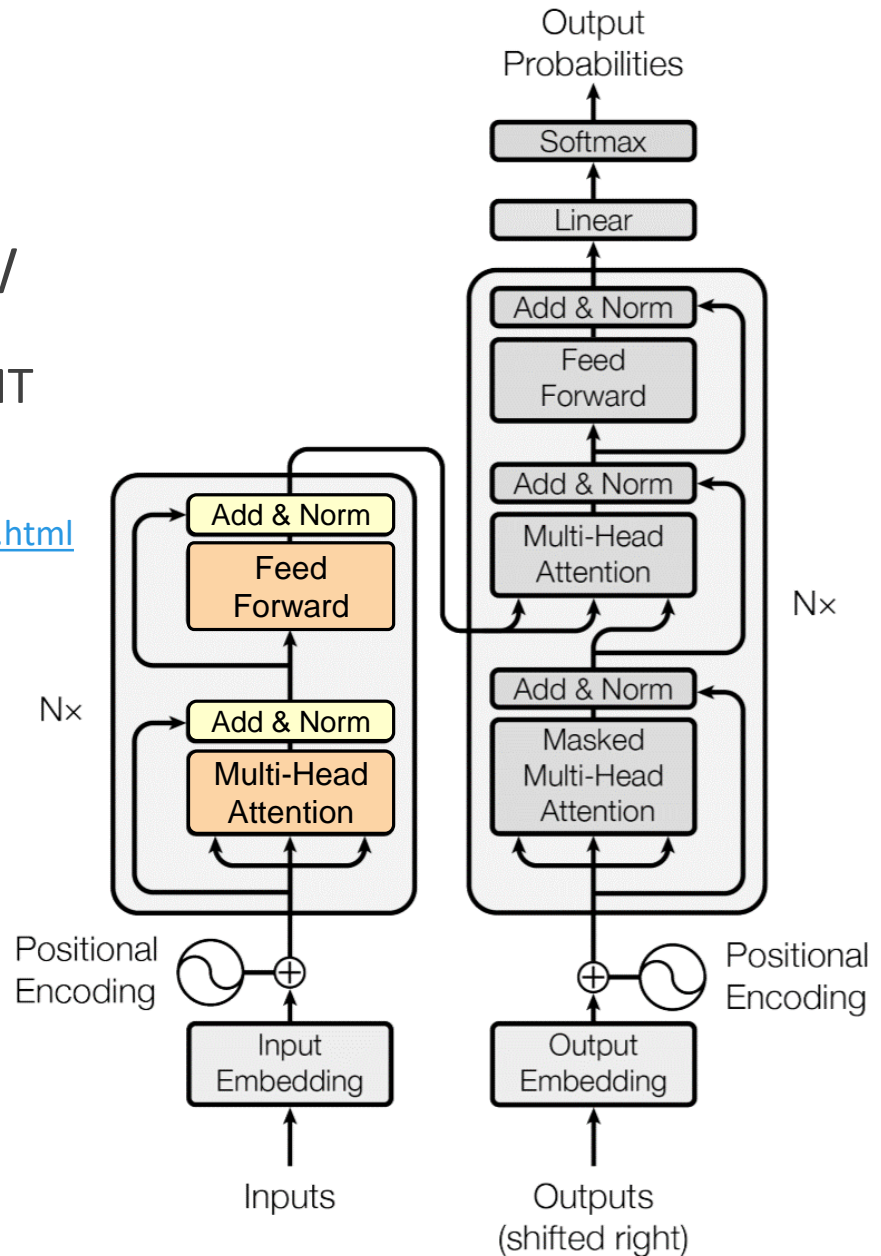 Output
Probabilities
Softmax
Linear
Add & Norm
Feed
Forward
Add & Norm
Multi-Head
Attention
N×
Add & Norm
Masked
Multi-Head
Attention
.html
Add & Norm
Feed
Forward
N×
Add & Norm
Multi-Head
Attention
Positional
Encoding
Positional
Encoding
Input
Embedding
Output
Embedding
Inputs
Outputs
(shifted right)